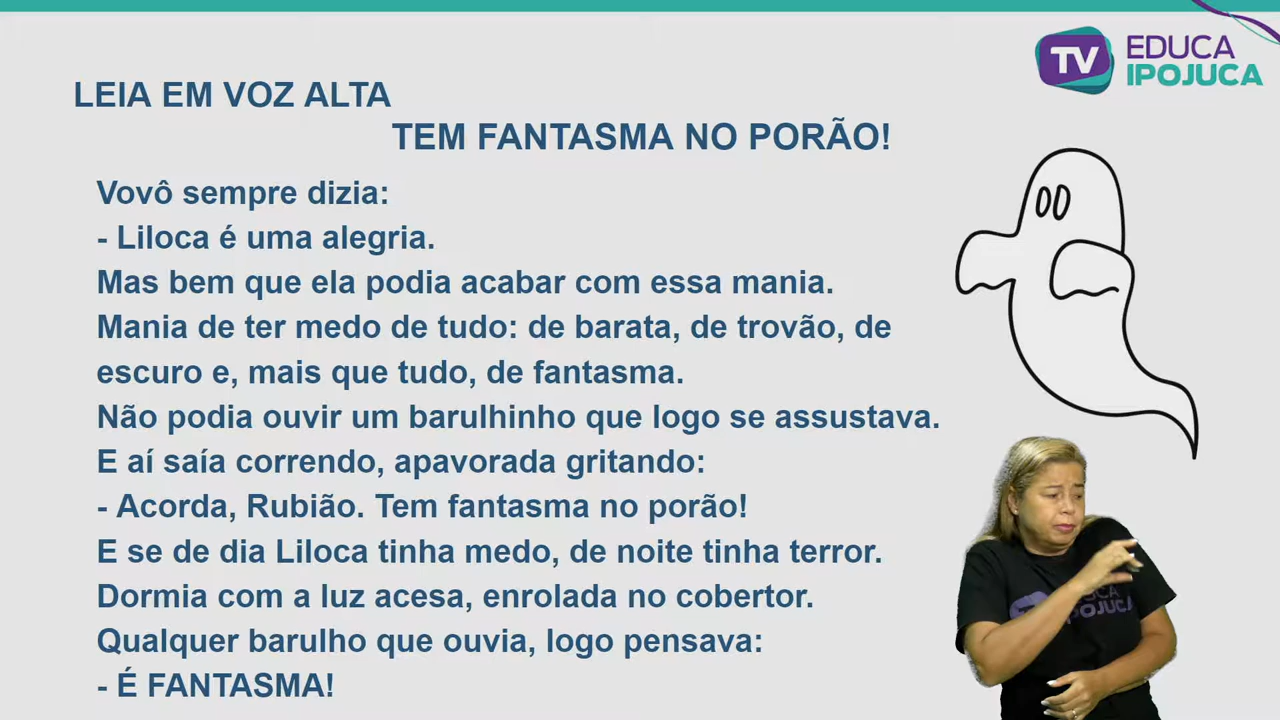 TV EDUCA
IPOJUCA
LEIA EM VOZ ALTA
TEM FANTASMA NO PORÃO!
Vovô sempre dizia:
- Liloca é uma alegria.
Mas bem que ela podia acabar com essa mania.
Mania de ter medo de tudo: de barata, de trovão, de
escuro e, mais que tudo, de fantasma.
Não podia ouvir um barulhinho que logo se assustava.
E aí saía correndo, apavorada gritando:
- Acorda, Rubião. Tem fantasma no porão!
E se de dia Liloca tinha medo, de noite tinha terror.
Dormia com a luz acesa, enrolada no cobertor.
Qualquer barulho que ouvia, logo pensava:
- É FANTASMA!